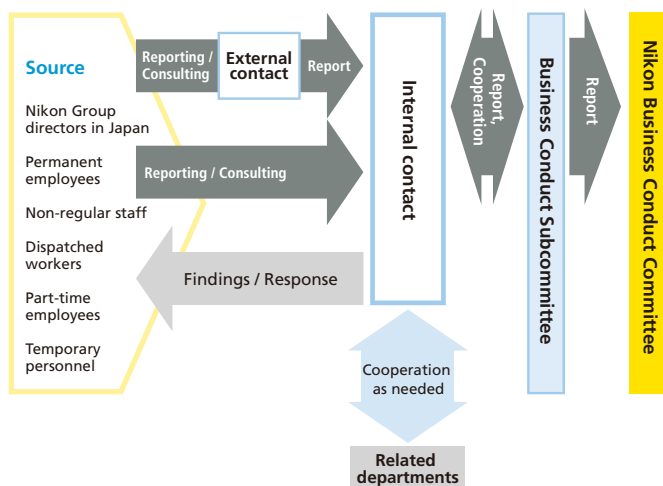 Source
Nikon Group
directors in Japan
Permanent
employees
Non-regular staff
Dispatched
workers
Part-time
employees
Temporary
personnel
Reporting /
Consulting
External
contact
Report
Reporting / Consulting
Findings / Response
Internal contact
Cooperation
as needed
Related
departments
Report,
Cooperation
Business Conduct Subcommittee
Report
Nikon Business Conduct Committee